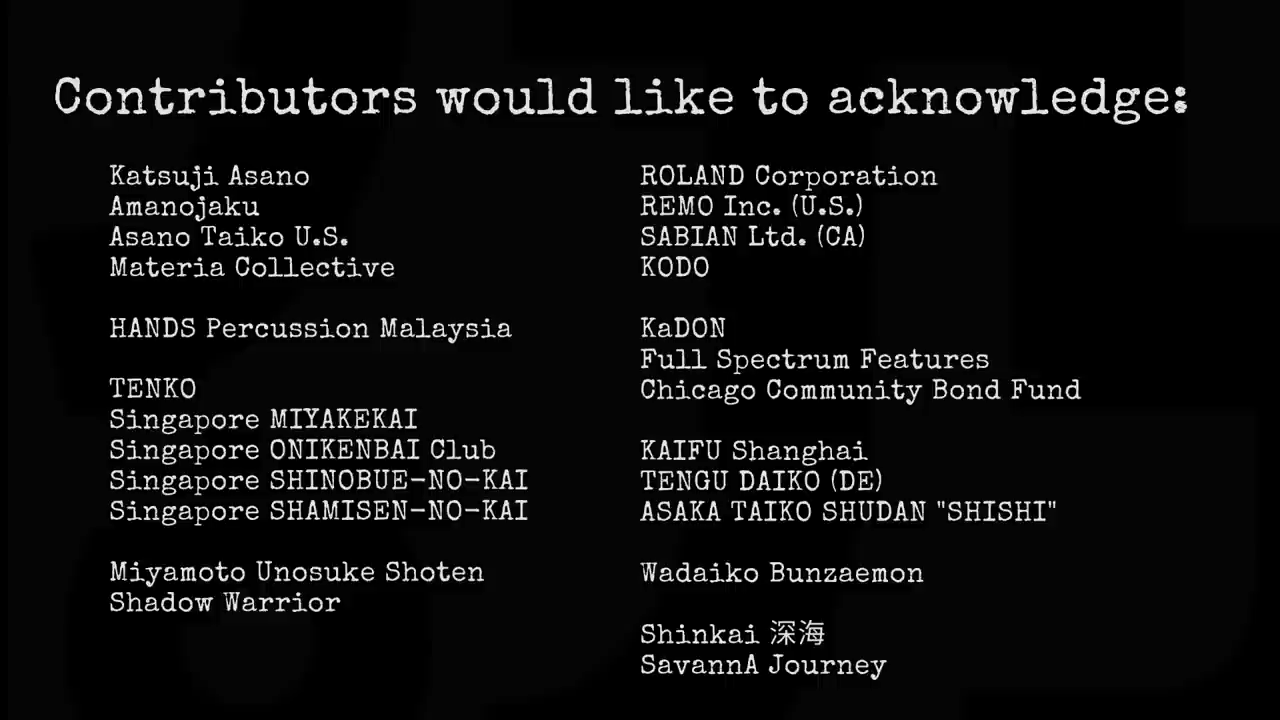 Contributors would like to acknowledge:
Katsuji Asano
Amanojaku
Asano Taiko U.S.
Materia Collective
HANDS Percussion Malaysia
TENKO
Singapore MIYAKEKAI
Singapore ONIKENBAI Club
Singapore SHINOBUE-NO-KAI
Singapore SHAMISEN-NO-KAI
Miyamoto Unosuke Shoten
Shadow Warrior
ROLAND Corporation
REMO Inc. (U.S.)
SABIAN Ltd. (CA)
KODO
KaDON
Full Spectrum Features
Chicago Community Bond Fund
KAIFU Shanghai
TENGU DAIKO (DE)
ASAKA TAIKO SHUDAN "SHISHI"
Wadaiko Bunzaemon
Shinkai 深海
SavannA Journey